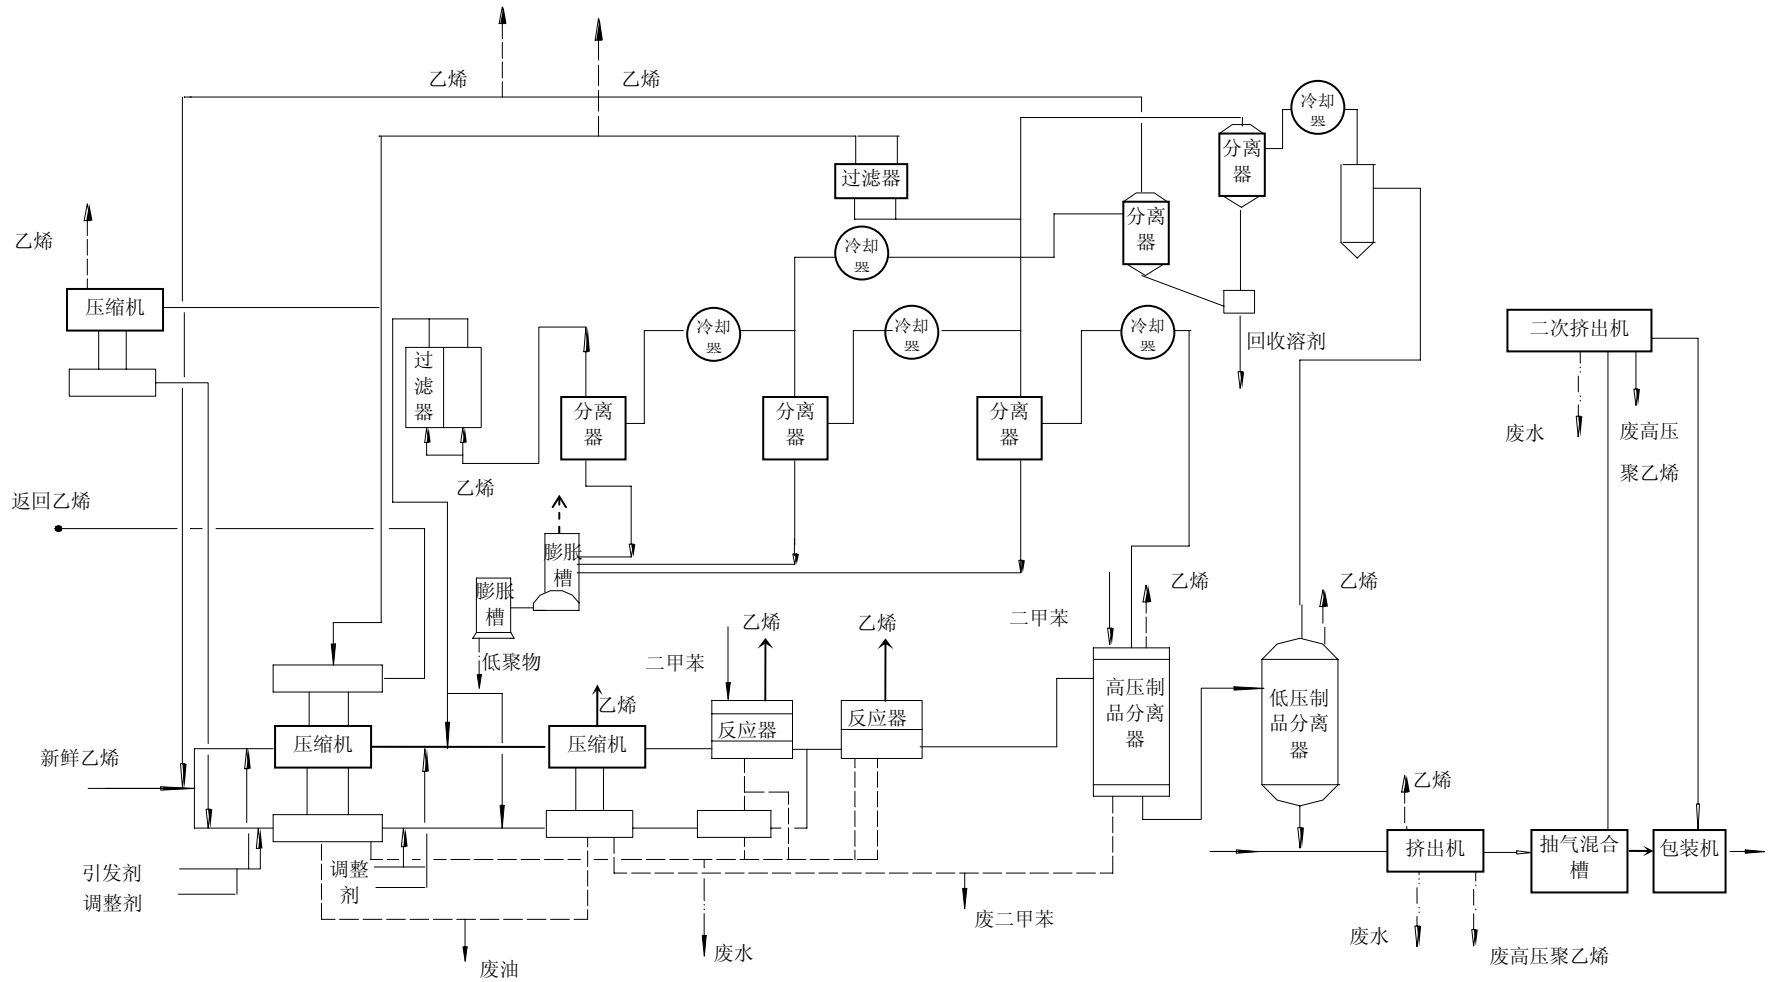 乙烯
乙烯
冷却
器
分离
器
过滤器
分离
器
乙烯
冷却
器
压缩机
冷却
器
冷却
器
冷却
器
回收溶剂
二次挤出机
过
滤
器
分离
器
分离
器
分离
器
废水
废高压
聚乙烯
乙烯
返回乙烯
膨胀
槽
膨胀
槽
乙烯
乙烯
二甲苯
乙烯
乙烯
低聚物
二甲苯
乙烯
高压制
品分离
器
低压制
品分离
器
反应器
反应器
压缩机
压缩机
新鲜乙烯
乙烯
挤出机
抽气混合
槽
包装机
引发剂
调整剂
调整
剂
废二甲苯
废水
废水
废高压聚乙烯
废油